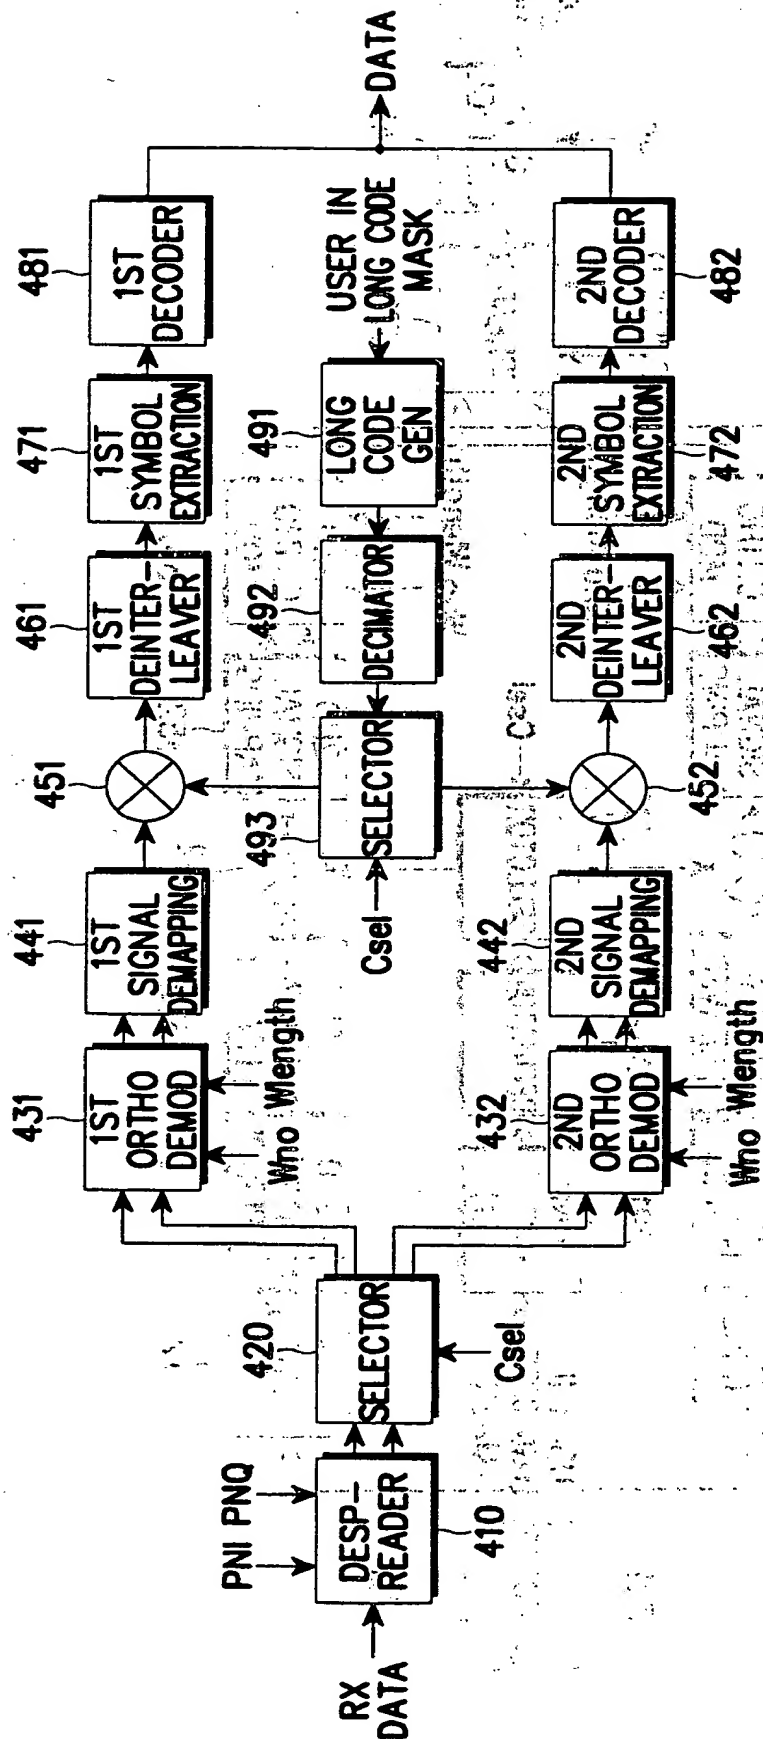 RX
DATA
PNI PNQ
DESP-
READER
410
420
SELECTOR
Csel
431
1ST
ORTHO
DEMOD
Wno Wlength
441
1ST
SIGNAL
DEMAPPING
451
461
1ST
DEINTER-
LEAVER
471
1ST
SYMBOL
EXTRACTION
481
1ST
DECODER
DATA
Csel
493
SELECTOR
492
DECIMATOR
491
LONG
CODE
GEN
USER IN
LONG CODE
MASK
432
2ND
ORTHO
DEMOD
Wno Wlength
442
2ND
SIGNAL
DEMAPPING
452
2ND
DEINTER-
LEAVER
462
2ND
SYMBOL
EXTRACTION
472
2ND
DECODER
482